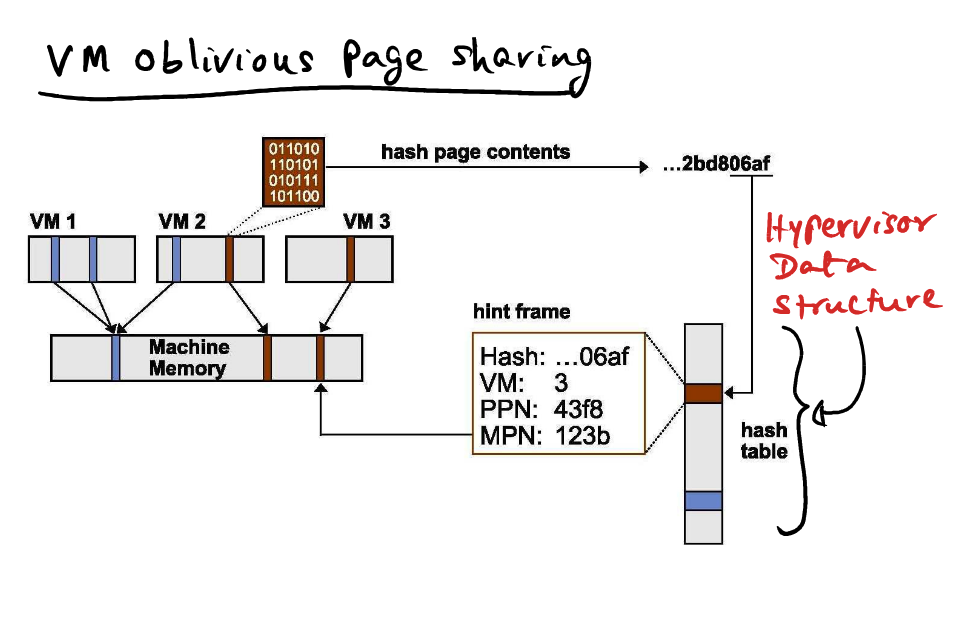 VM Oblivious Page Sharing
011010
110101
010111
101100
hash page contents
...2bd806af
VM 1
VM 2
VM 3
Hypervisor
Data
Structure
hint frame
Machine
Memory
Hash: ...06af
VM: 3
PPN: 43f8
MPN: 123b
hash
table